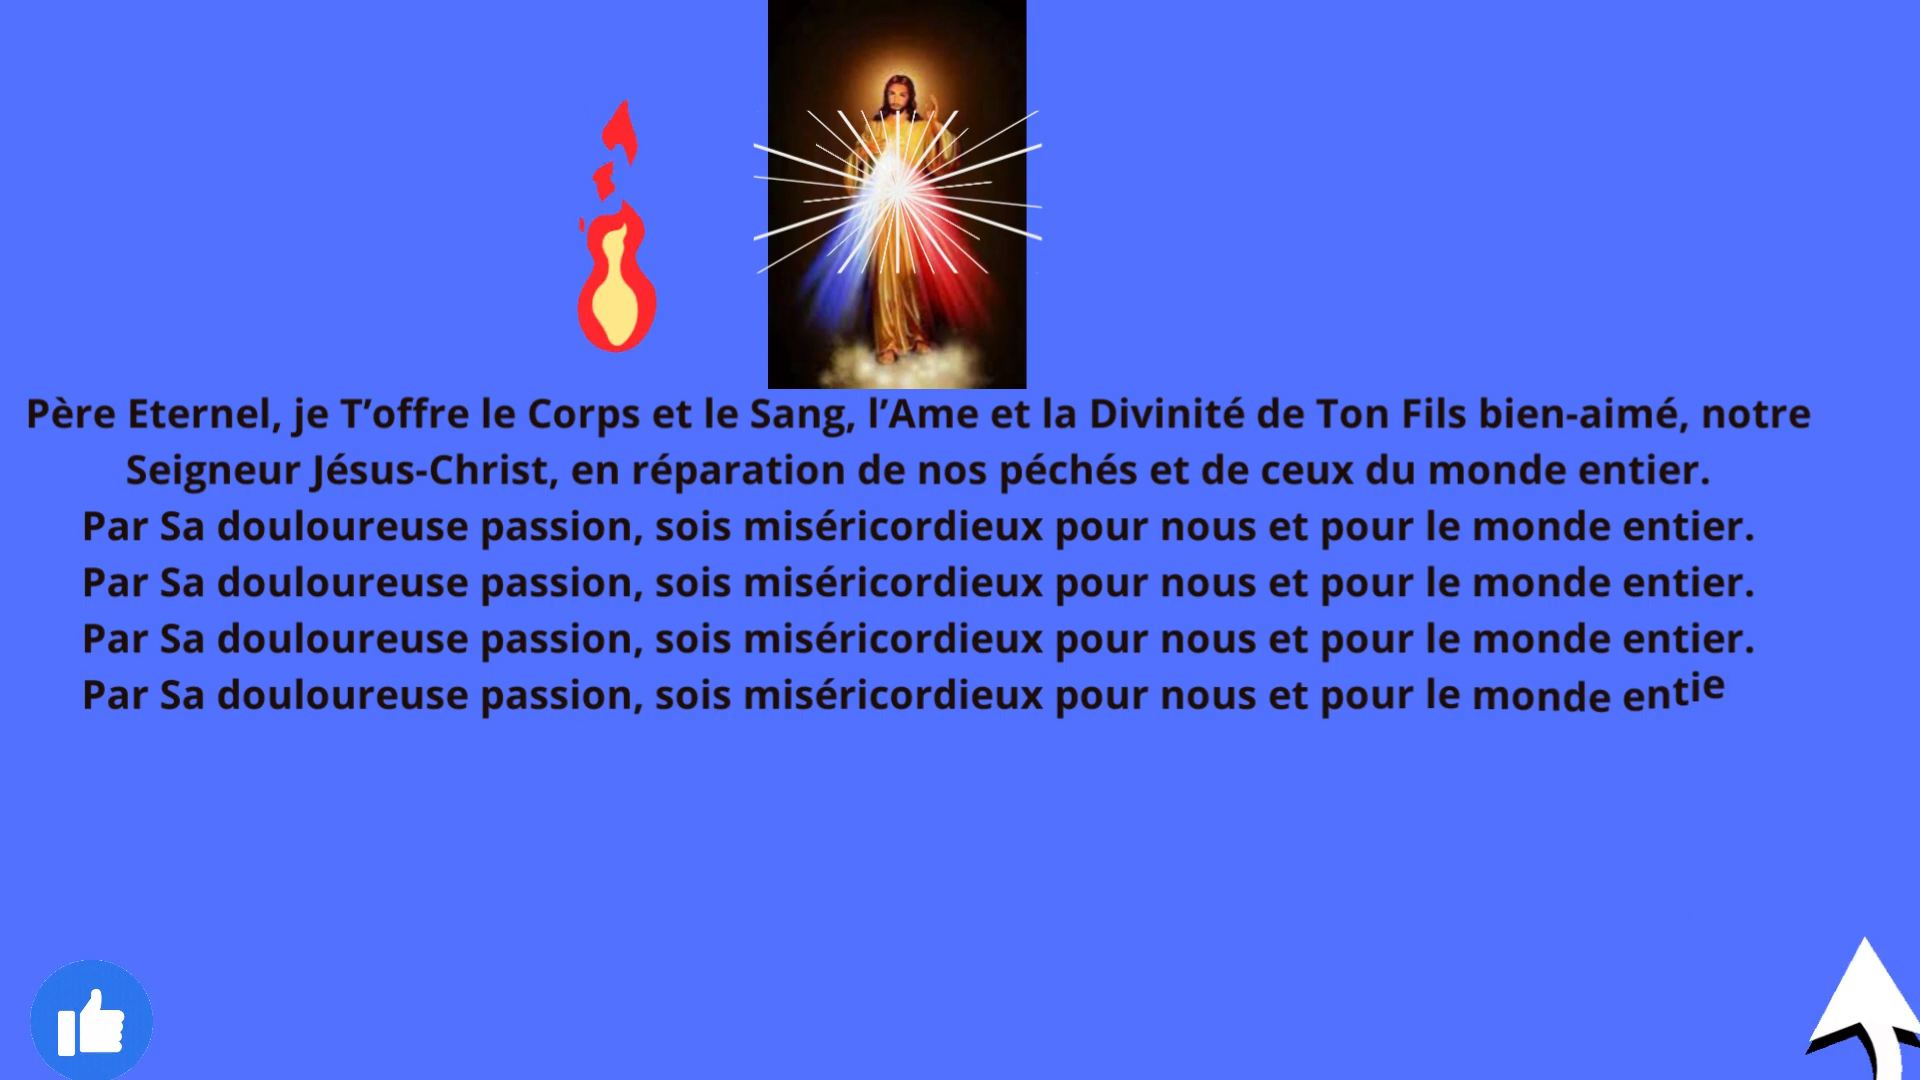 Père Eternel, je T’offre le Corps et le Sang, l’Ame et la Divinité de Ton Fils bien-aimé, notre
Seigneur Jésus-Christ, en réparation de nos péchés et de ceux du monde entier.
Par Sa douloureuse passion, sois miséricordieux pour nous et pour le monde entier.
Par Sa douloureuse passion, sois miséricordieux pour nous et pour le monde entier.
Par Sa douloureuse passion, sois miséricordieux pour nous et pour le monde entier.
Par Sa douloureuse passion, sois miséricordieux pour nous et pour le monde entie